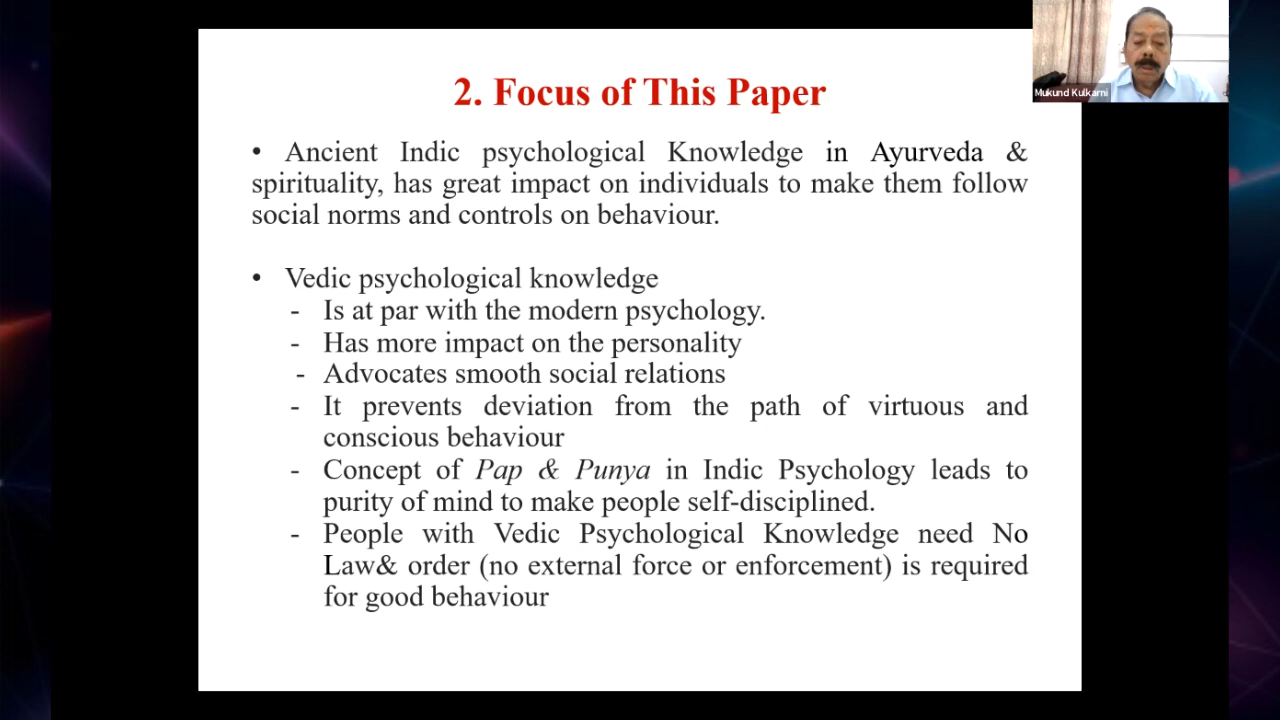 2. Focus of This Paper
Mukund Kulkarni
• Ancient Indic psychological Knowledge in Ayurveda &
spirituality, has great impact on individuals to make them follow
social norms and controls on behaviour.
• Vedic psychological knowledge
- Is at par with the modern psychology.
- Has more impact on the personality
- Advocates smooth social relations
- It prevents deviation from the path of virtuous and
conscious behaviour
- Concept of Pap & Punya in Indic Psychology leads to
purity of mind to make people self-disciplined.
- People with Vedic Psychological Knowledge need No
Law& order (no external force or enforcement) is required
for good behaviour